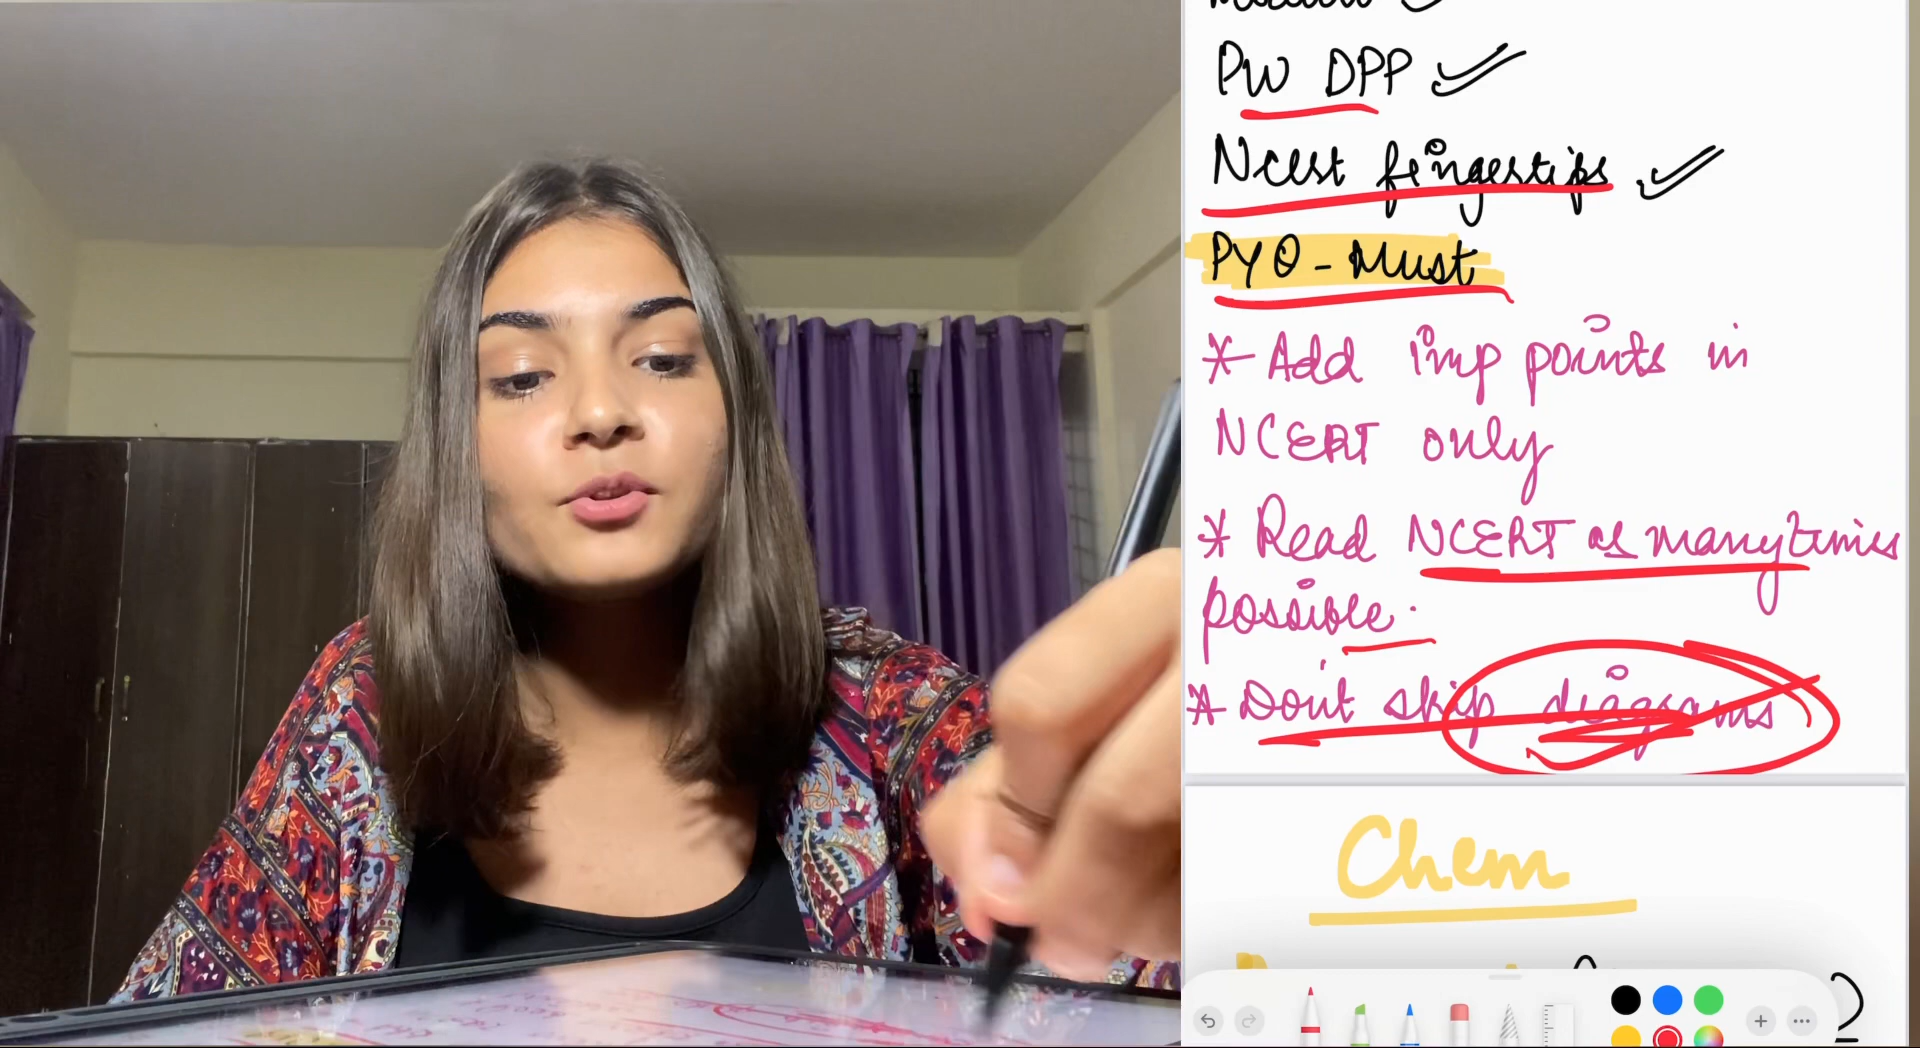 PW DPP
Ncert fingertips
PYQ - Must
* Add imp points in
NCERT only
* Read NCERT as many times
possible.
* Don't skip diagrams
Chem